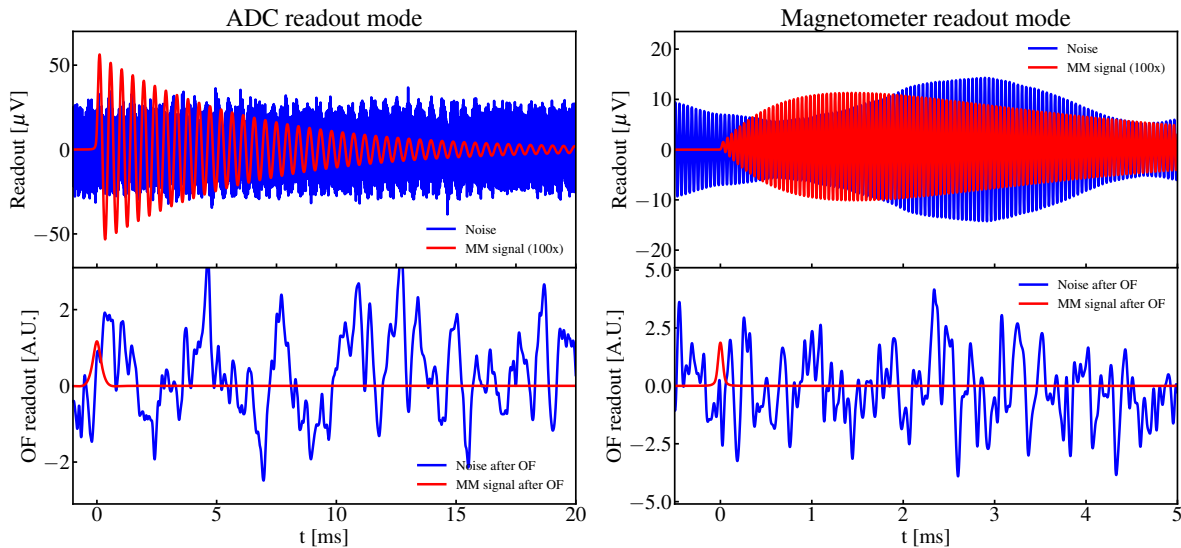 ADC readout mode
Readout [μV]
50
0
−50
Noise
MM signal (100x)
OF readout [A.U.]
2
0
−2
Noise after OF
MM signal after OF
0
5
10
15
20
t [ms]
Magnetometer readout mode
Readout [μV]
20
10
0
−10
−20
Noise
MM signal (100x)
OF readout [A.U.]
5.0
2.5
0.0
−2.5
−5.0
Noise after OF
MM signal after OF
0
1
2
3
4
5
t [ms]